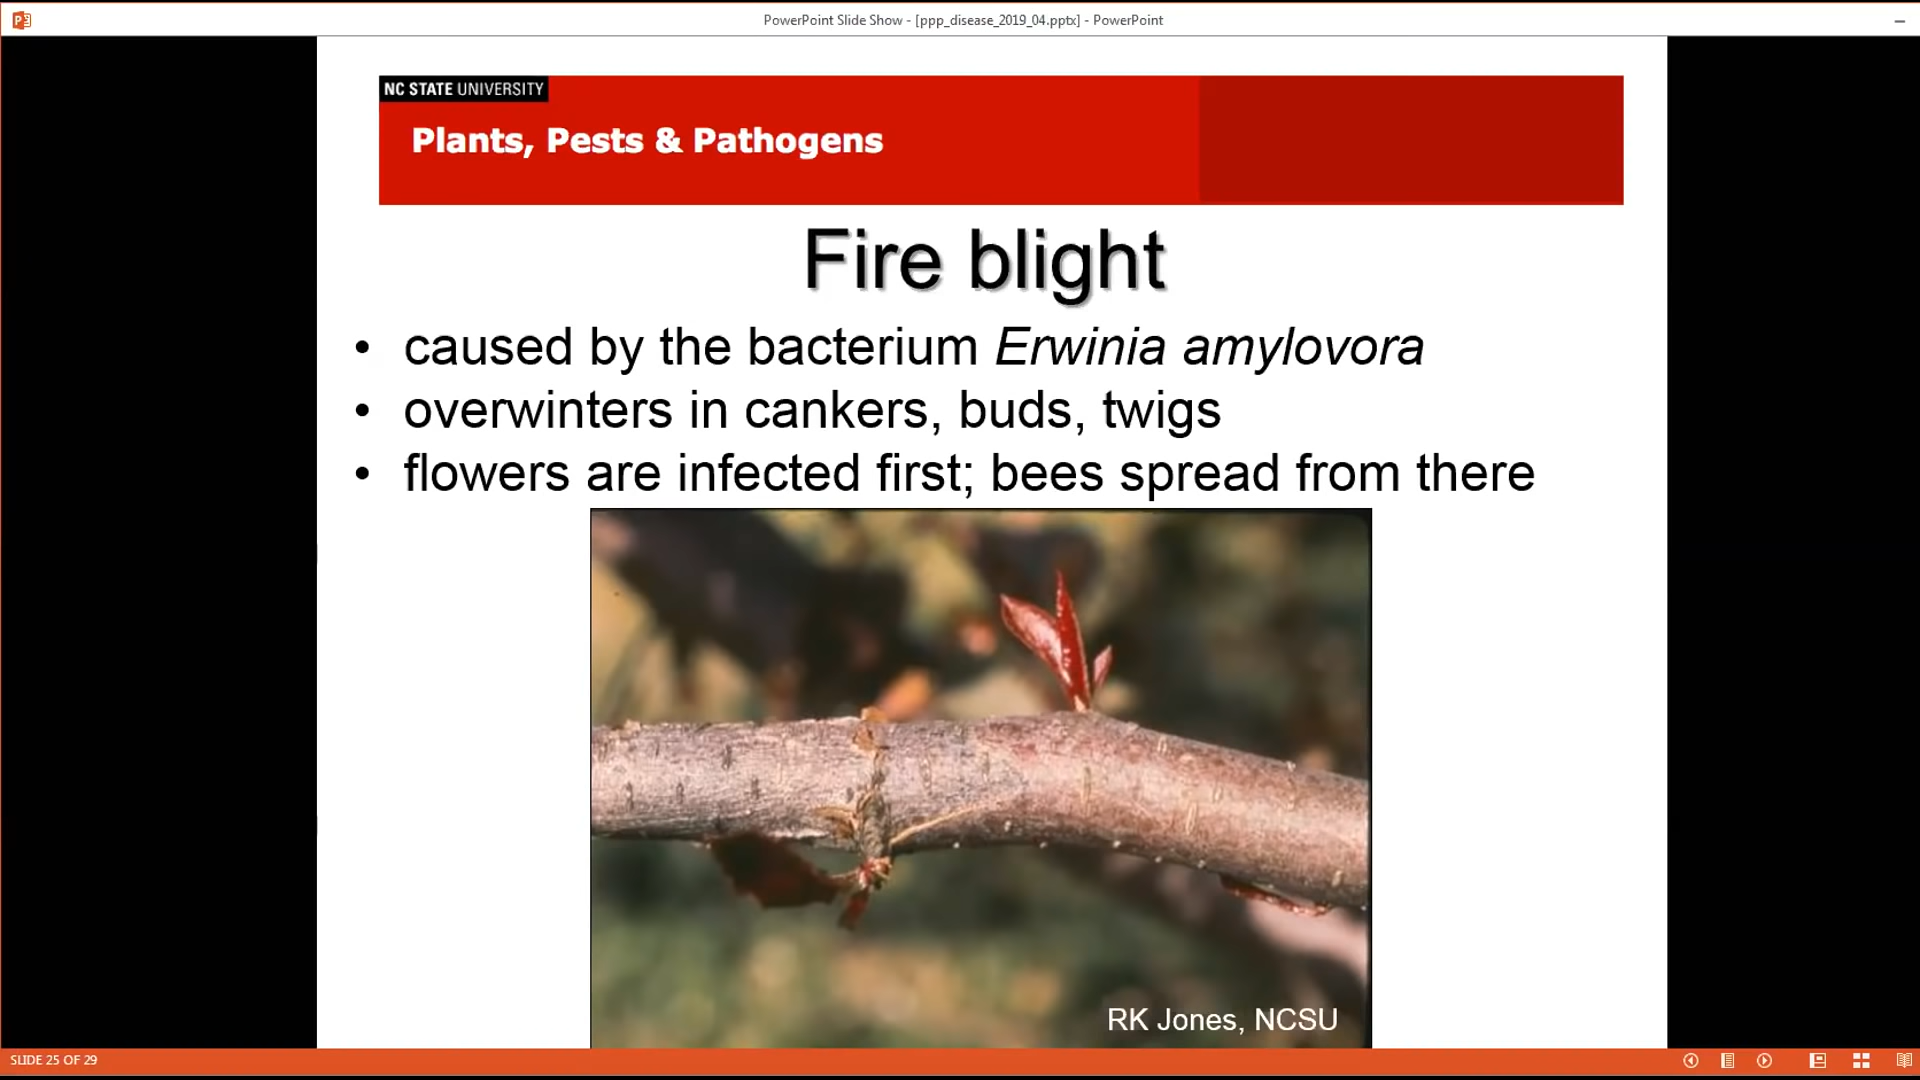 PowerPoint Slide Show - [ppp_disease_2019_04.pptx] - PowerPoint
NC STATE UNIVERSITY
Plants, Pests & Pathogens
Fire blight
• caused by the bacterium Erwinia amylovora
• overwinters in cankers, buds, twigs
• flowers are infected first; bees spread from there
RK Jones, NCSU
SLIDE 25 OF 29